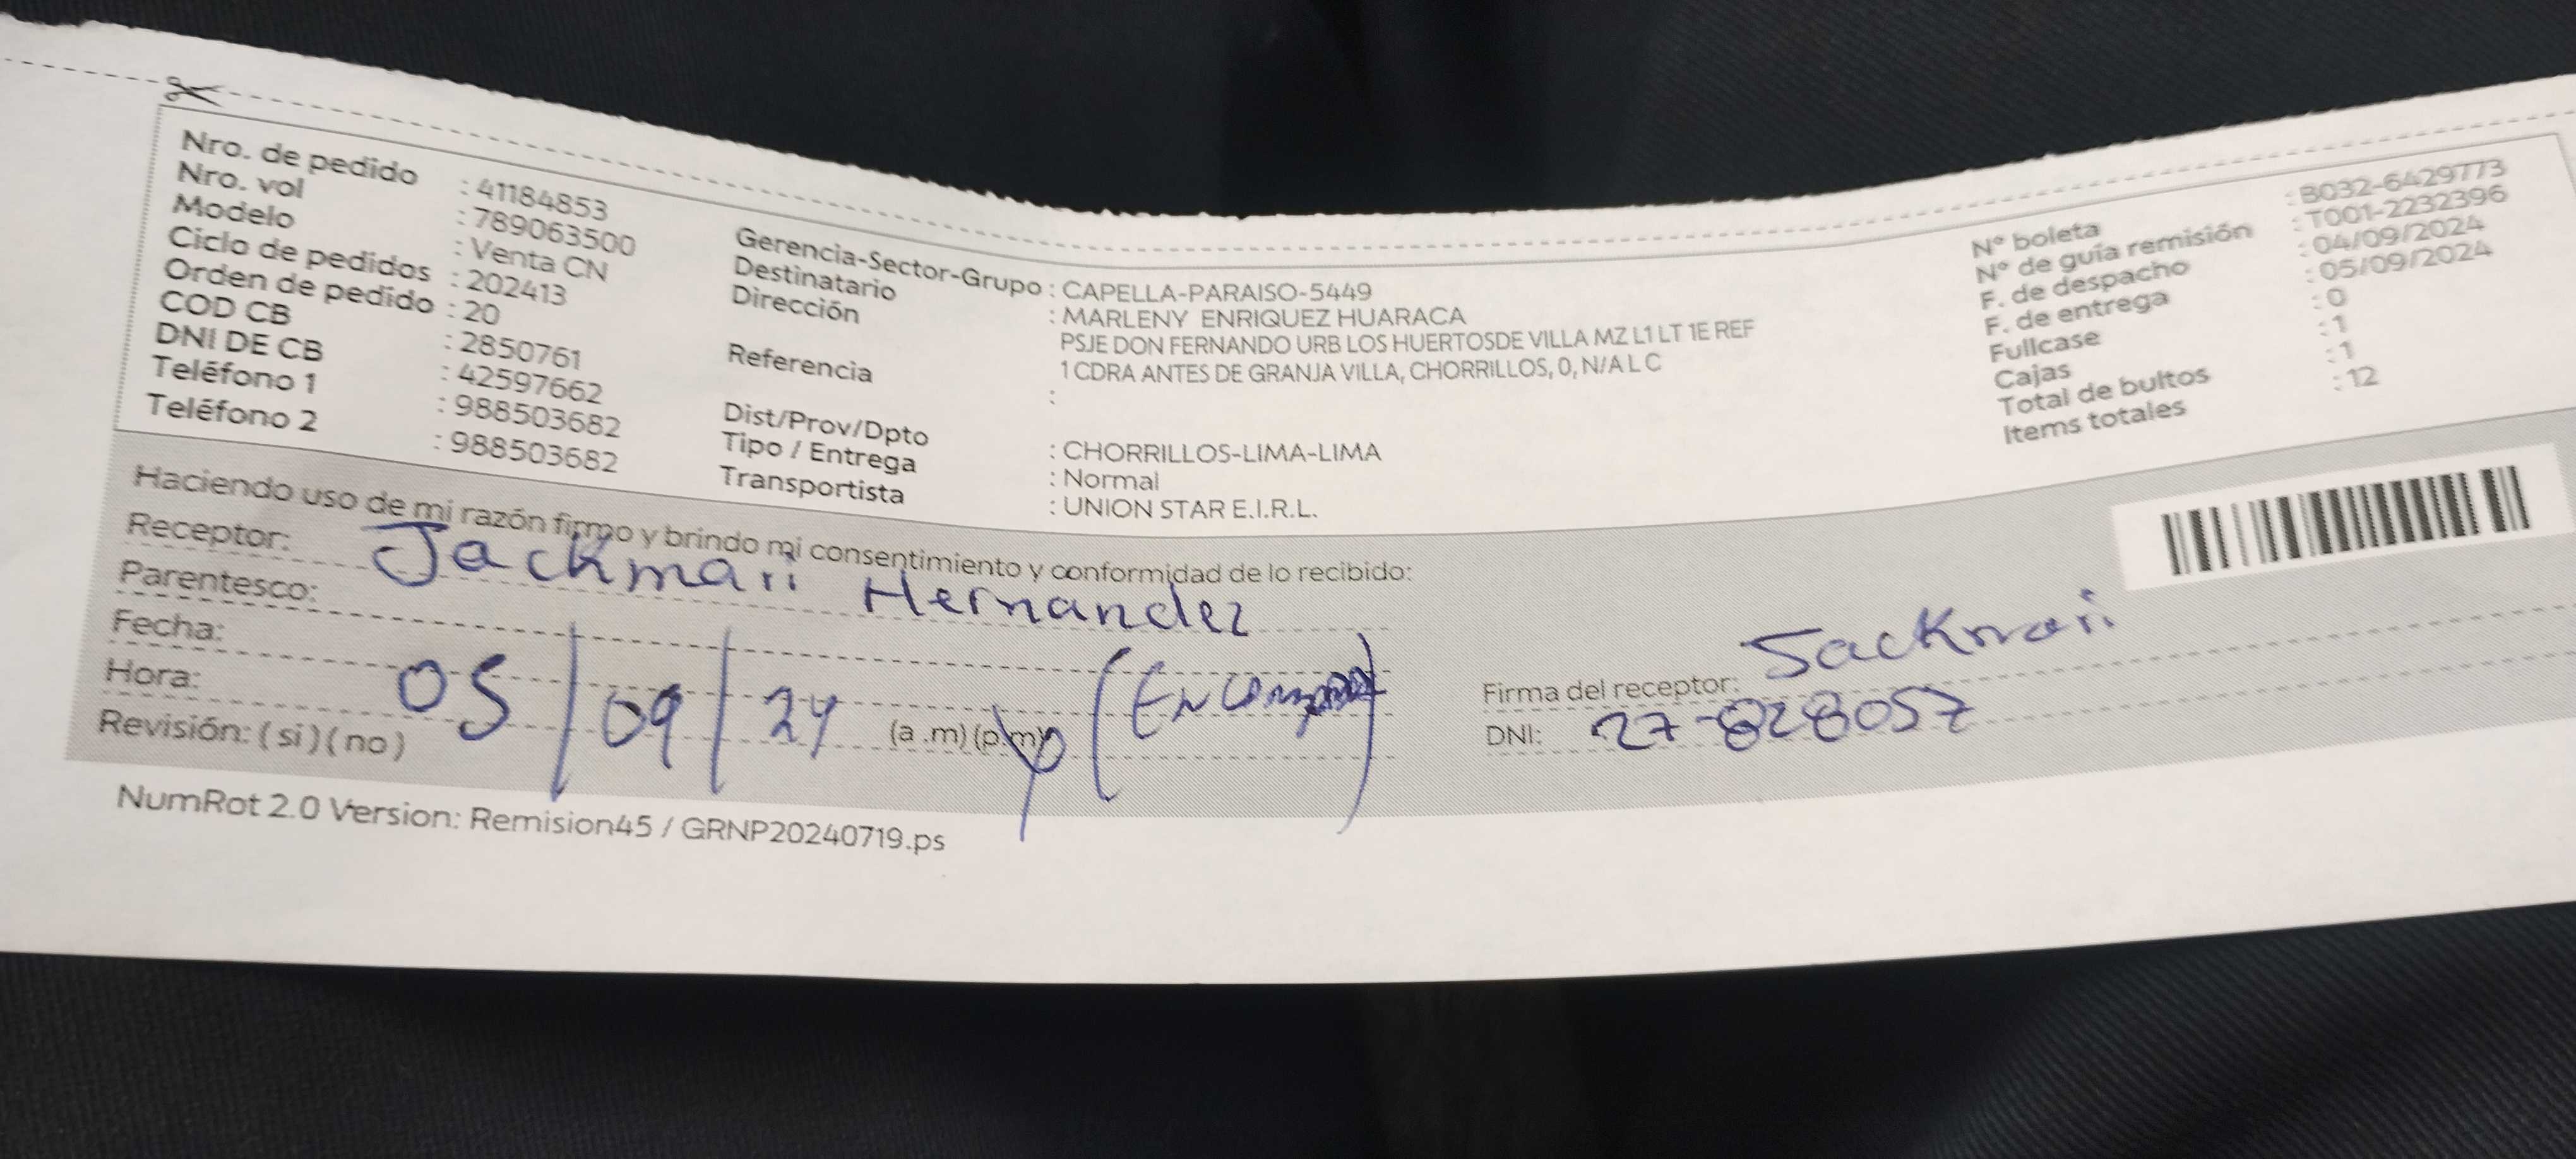 Nro. de pedido : 41184853
Nro. vol : 789063500
Modelo : Venta CN
Ciclo de pedidos : 202413
Orden de pedido : 20
COD CB : 2850761
DNI DE CB : 42597662
Teléfono 1 : 988503682
Teléfono 2 : 988503682
Gerencia-Sector-Grupo : CAPELLA-PARAISO-5449
Destinatario : MARLENY ENRIQUEZ HUARACA
Dirección PSJE DON FERNANDO URB LOS HUERTOSDE VILLA MZ L1 LT 1E REF
1 CDRA ANTES DE GRANJA VILLA, CHORRILLOS, 0, N/A L C
Referencia :
Dist/Prov/Dpto : CHORRILLOS-LIMA-LIMA
Tipo / Entrega : Normal
Transportista : UNION STAR E.I.R.L.
N° boleta : B032-6429773
N° de guía remisión : T001-2232396
F. de despacho : 04/09/2024
F. de entrega : 05/09/2024
Fullcase : 0
Cajas : 1
Total de bultos : 1
Items totales : 12
Haciendo uso de mi razón firmo y brindo mi consentimiento y conformidad de lo recibido:
Receptor: Jackmari Hernandez
Parentesco:
Fecha: 05/09/24
Hora: (a .m) (p.m)
Revisión: ( si ) ( no )
Firma del receptor: Jackmari
DNI: 27-828057
NumRot 2.0 Version: Remision45 / GRNP20240719.ps